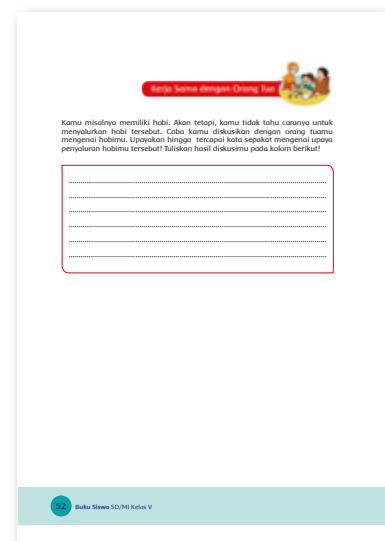 Kerja Sama dengan Orang Tua
Kamu misalnya memiliki hobi. Akan tetapi, kamu tidak tahu caranya untuk
menyalurkan hobi tersebut. Coba kamu diskusikan dengan orang tuamu
mengenai hobimu. Upayakan hingga tercapai kata sepakat mengenai upaya
penyaluran hobimu tersebut! Tuliskan hasil diskusimu pada kolom berikut!
52 Buku Siswa SD/MI Kelas V